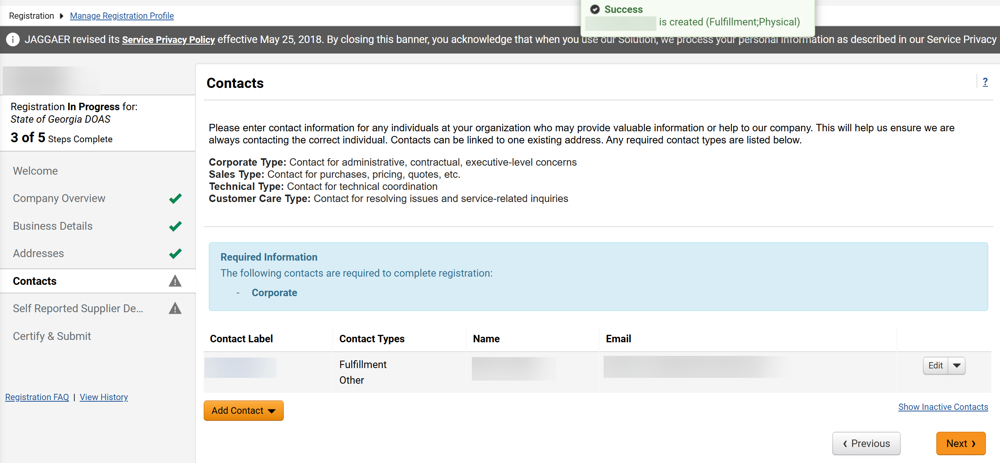 Registration Manage Registration Profile
Success
is created (Fulfillment;Physical)
JAGGAER revised its Service Privacy Policy effective May 25, 2018. By closing this banner, you acknowledge that when you use our Solution, we process your personal information as described in our Service Privacy
Registration In Progress for:
State of Georgia DOAS
3 of 5 Steps Complete
Welcome
Company Overview
Business Details
Addresses
Contacts
Self Reported Supplier De...
Certify & Submit
Registration FAQ | View History
Contacts
?
Please enter contact information for any individuals at your organization who may provide valuable information or help to our company. This will help us ensure we are
always contacting the correct individual. Contacts can be linked to one existing address. Any required contact types are listed below.
Corporate Type: Contact for administrative, contractual, executive-level concerns
Sales Type: Contact for purchases, pricing, quotes, etc.
Technical Type: Contact for technical coordination
Customer Care Type: Contact for resolving issues and service-related inquiries
Required Information
The following contacts are required to complete registration:
- Corporate
Contact Label Contact Types Name Email
Fulfillment
Other
Edit
Add Contact
Show Inactive Contacts
‹ Previous
Next ›